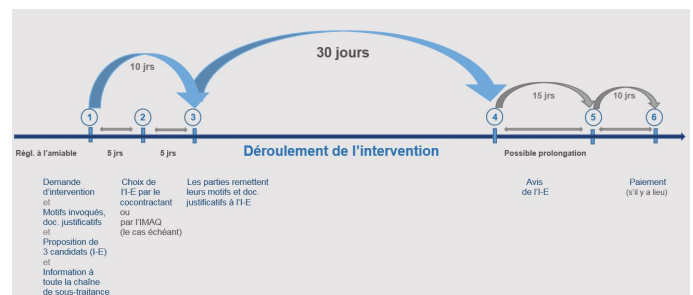 30 jours
10 jrs
15 jrs
10 jrs
1
2
3
4
5
6
Règl. à l'amiable
5 jrs
5 jrs
Déroulement de l'intervention
Possible prolongation
Demande
d'intervention
et
Motifs invoqués,
doc. justificatifs
et
Proposition de
3 candidats (I-E)
et
Information à
toute la chaîne
de sous-traitance
Choix de
l'I-E par le
cocontractant
ou
par l'IMAQ
(le cas échéant)
Les parties remettent
leurs motifs et doc.
justificatifs à l'I-E
Avis
de l'I-E
Paiement
(s'il y a lieu)